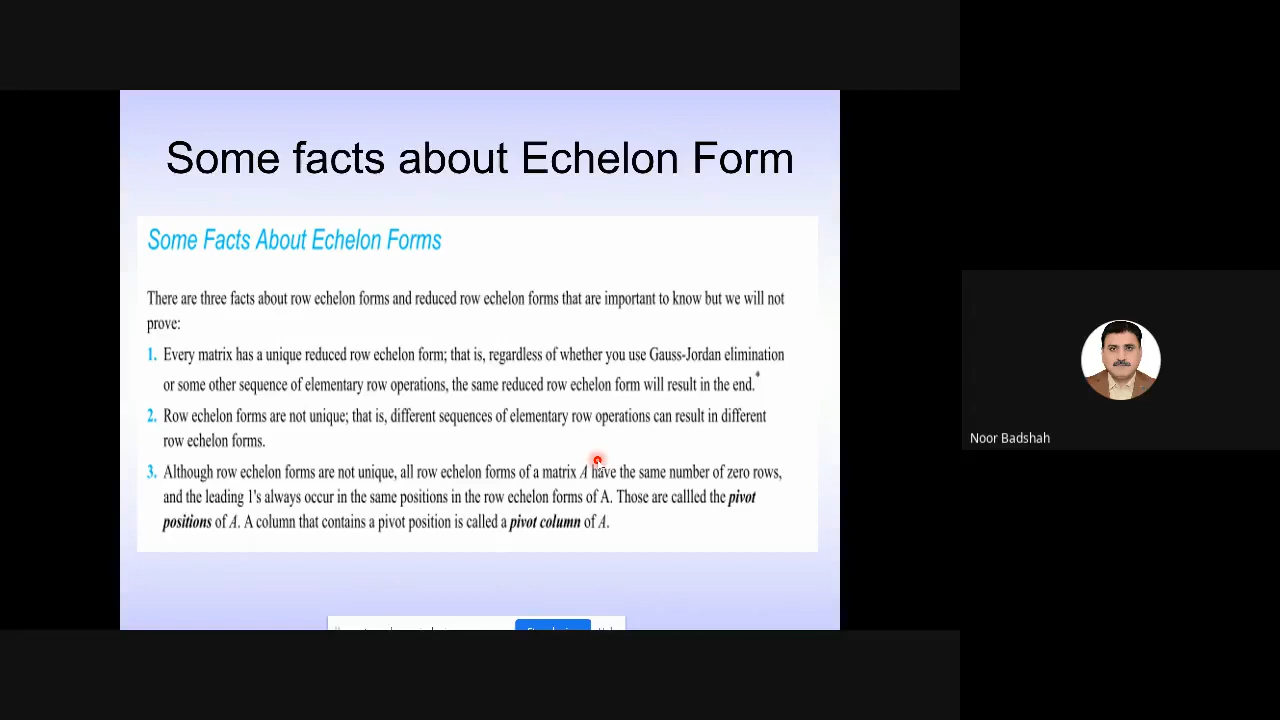 Some facts about Echelon Form
Some Facts About Echelon Forms
There are three facts about row echelon forms and reduced row echelon forms that are important to know but we will not
prove:
1. Every matrix has a unique reduced row echelon form; that is, regardless of whether you use Gauss-Jordan elimination
or some other sequence of elementary row operations, the same reduced row echelon form will result in the end.*
2. Row echelon forms are not unique; that is, different sequences of elementary row operations can result in different
row echelon forms.
3. Although row echelon forms are not unique, all row echelon forms of a matrix A have the same number of zero rows,
and the leading 1's always occur in the same positions in the row echelon forms of A. Those are callled the pivot
positions of A. A column that contains a pivot position is called a pivot column of A.
Noor Badshah